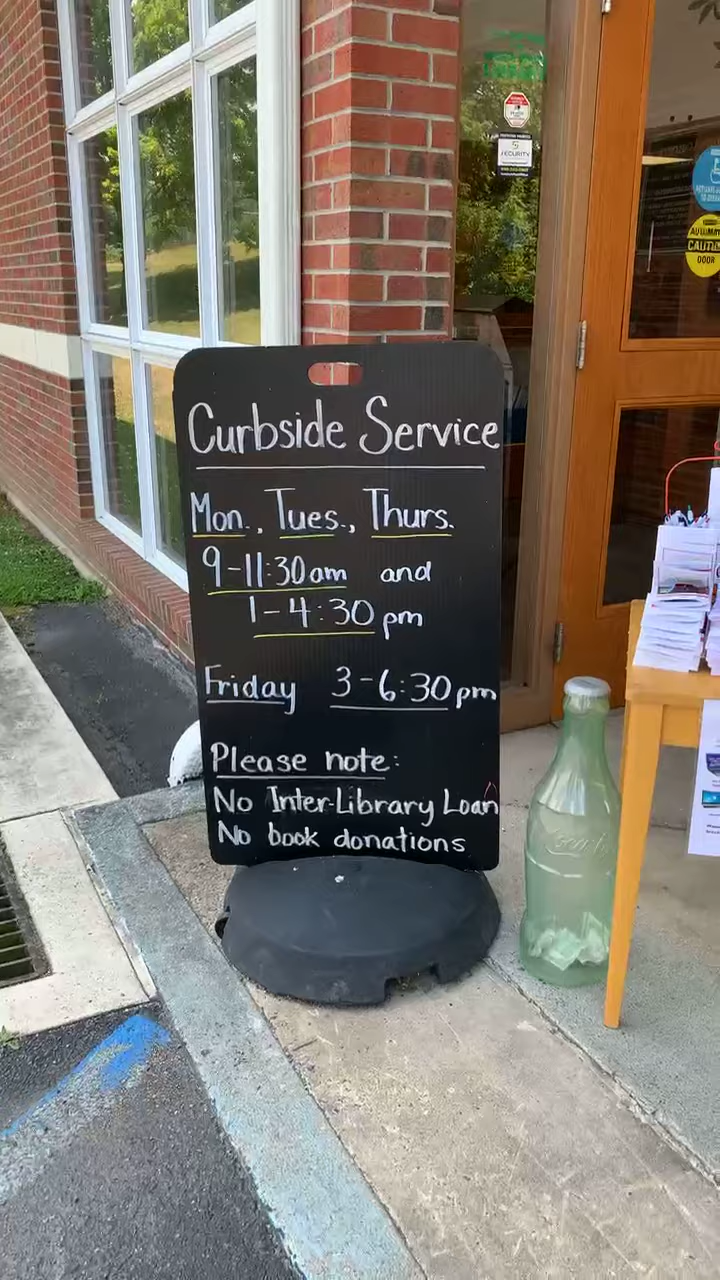 Curbside Service
Mon., Tues., Thurs.
9-11:30am and
1-4:30 pm
Friday 3-6:30pm
Please note:
No Inter-Library Loan
No book donations
SECURITY
CAUTION
DOOR